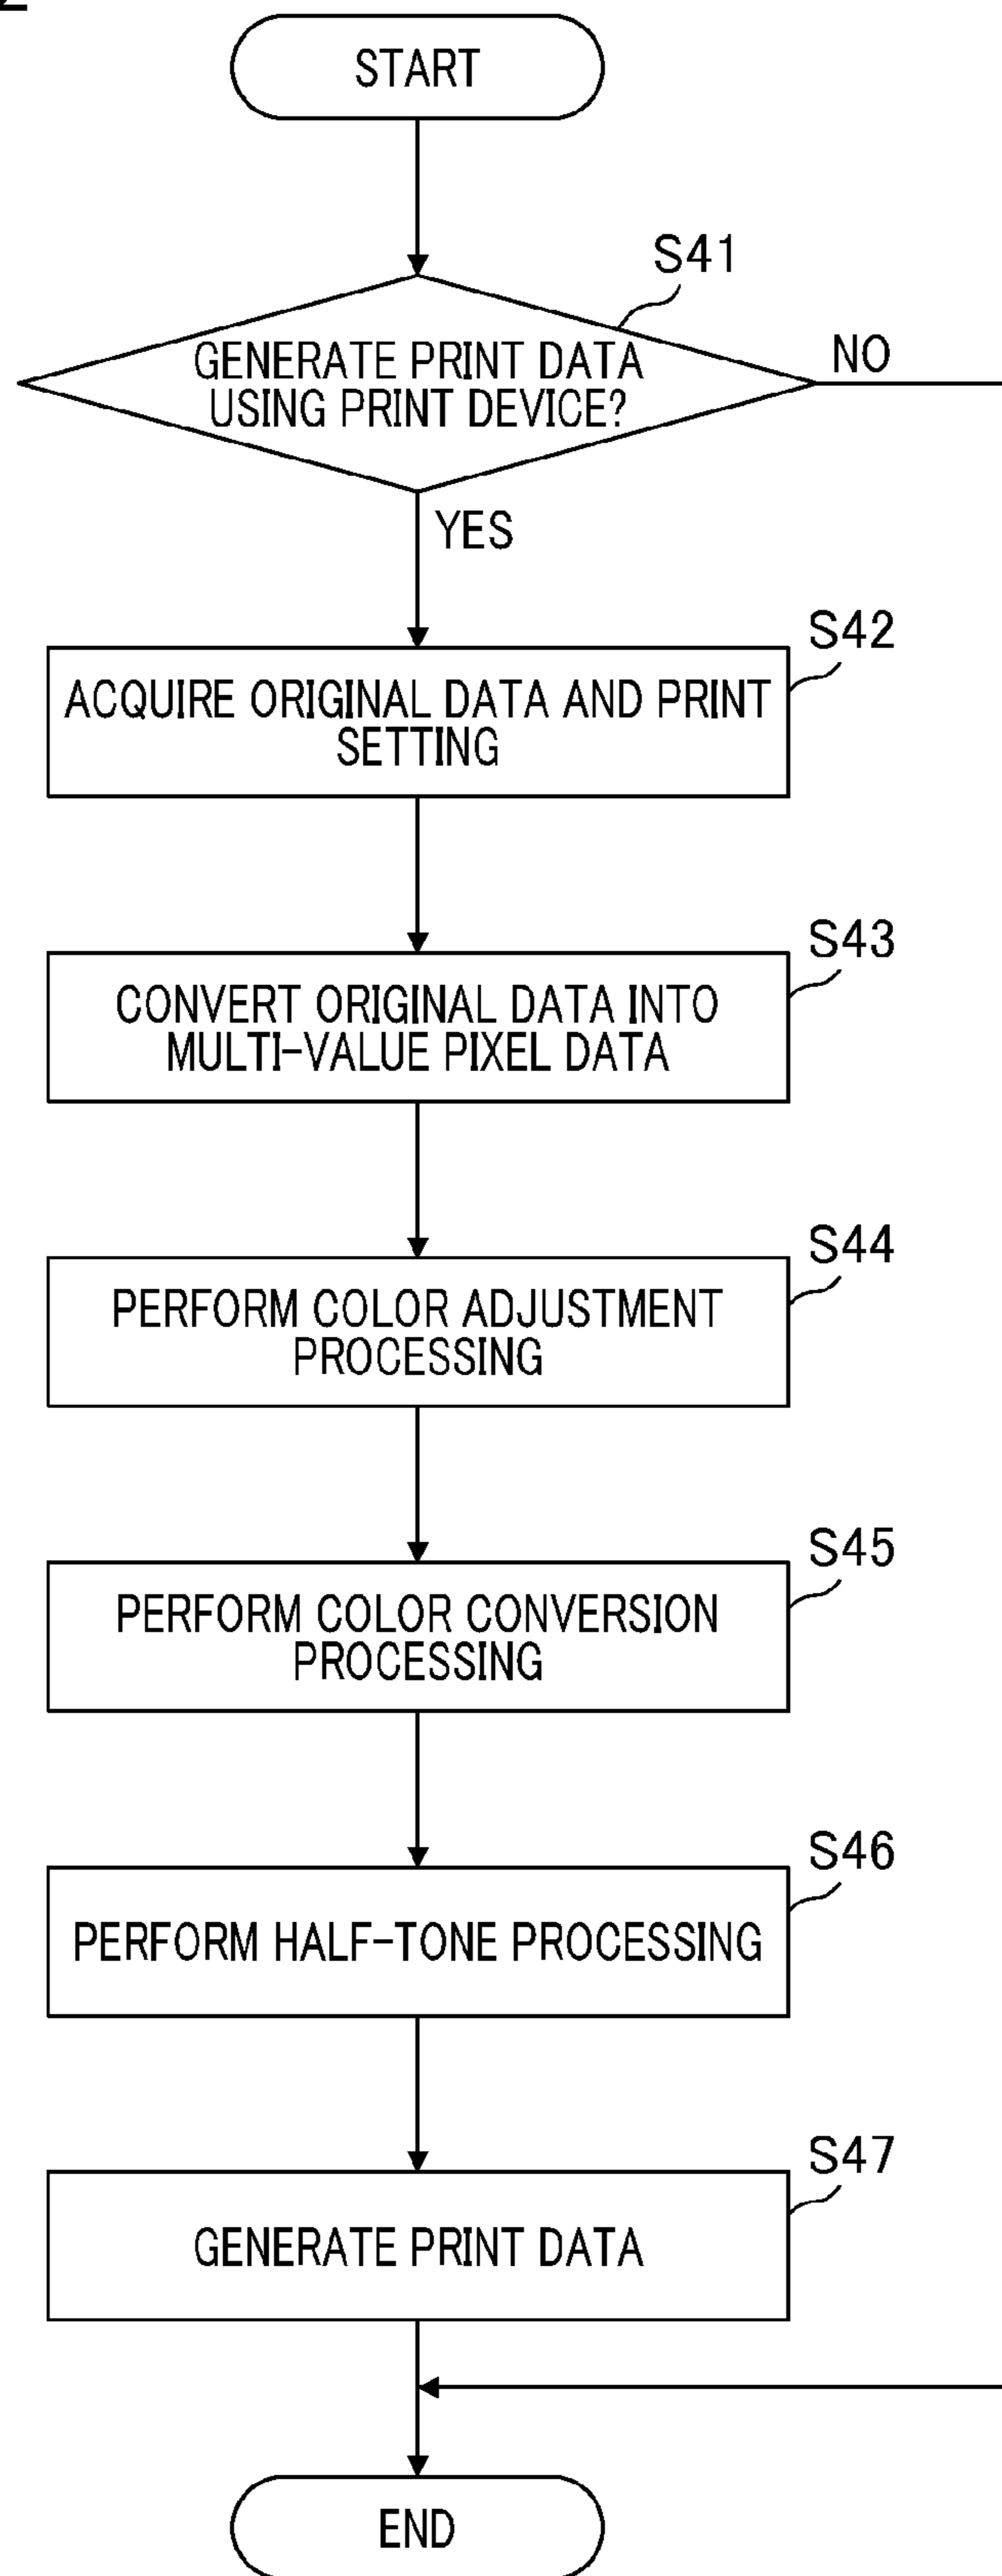 START
S41
GENERATE PRINT DATA
USING PRINT DEVICE?
NO
YES
S42
ACQUIRE ORIGINAL DATA AND PRINT
SETTING
S43
CONVERT ORIGINAL DATA INTO
MULTI-VALUE PIXEL DATA
S44
PERFORM COLOR ADJUSTMENT
PROCESSING
S45
PERFORM COLOR CONVERSION
PROCESSING
S46
PERFORM HALF-TONE PROCESSING
S47
GENERATE PRINT DATA
END